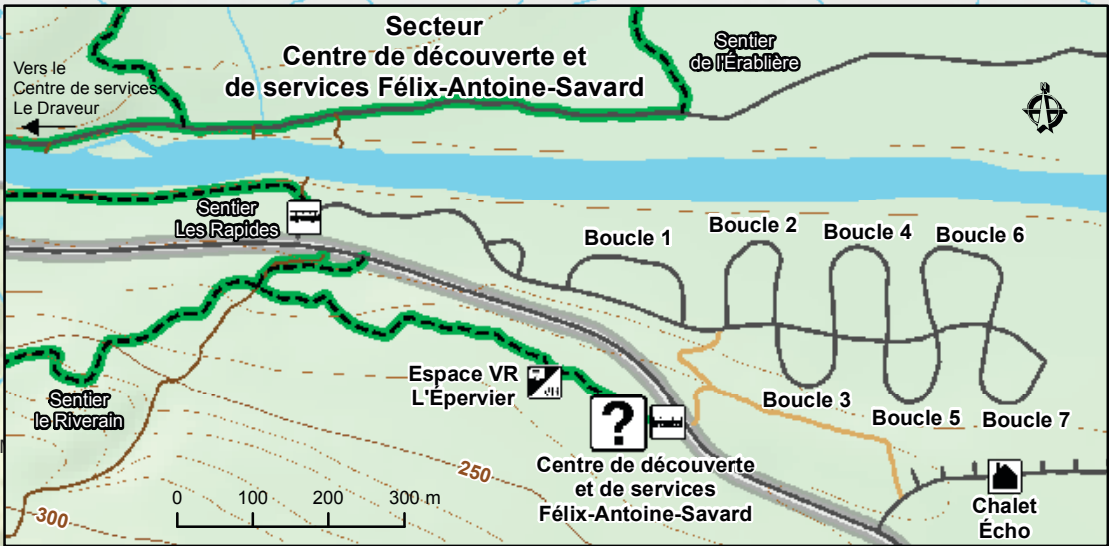 Secteur
Centre de découverte et
de services Félix-Antoine-Savard
Sentier
de l'Érablière
Vers le
Centre de services
Le Draveur
Sentier
Les Rapides
Boucle 1
Boucle 2
Boucle 4
Boucle 6
Espace VR
L'Épervier
Boucle 3
Boucle 5
Boucle 7
Sentier
le Riverain
?
Centre de découverte
et de services
Félix-Antoine-Savard
250
300
0 100 200 300 m
Chalet
Écho